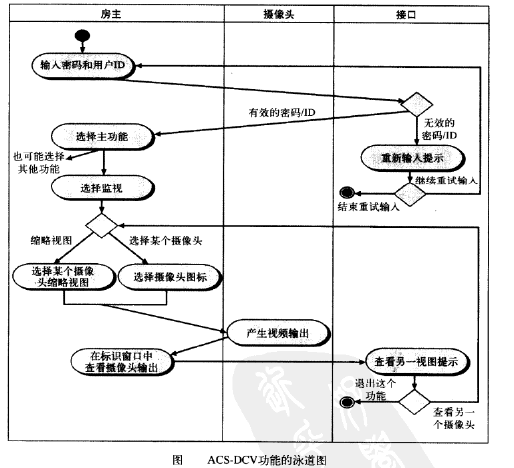 房主
摄像头
接口
输入密码和用户ID
有效的密码/ID
无效的
密码/ID
选择主功能
重新输入提示
也可能选择
其他功能
继续重试输入
选择监视
结束重试输入
缩略视图
选择某个摄像头
选择某个摄像
头缩略视图
选择摄像头图标
产生视频输出
在标识窗口中
查看摄像头输出
查看另一视图提示
退出这个
功能
查看另一
个摄像头
图 ACS-DCV功能的泳道图